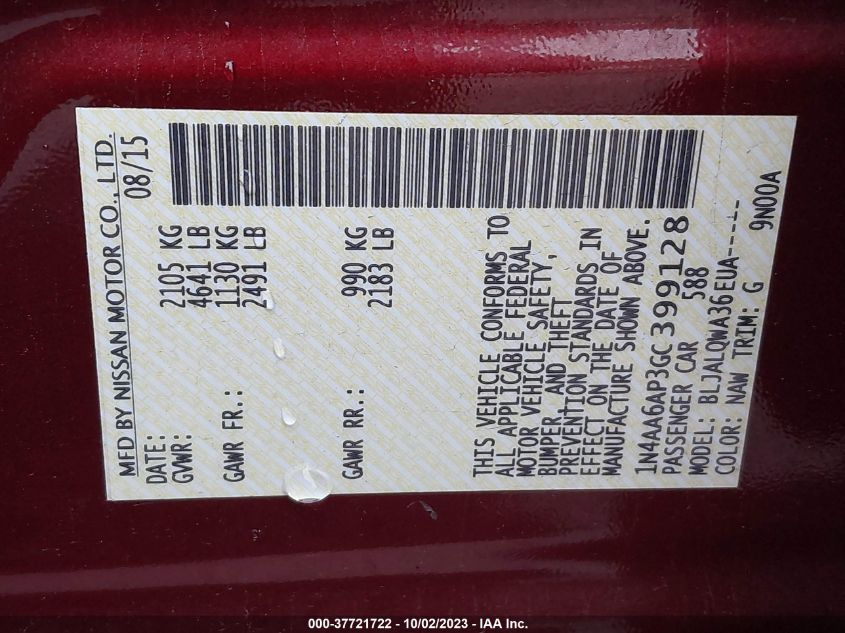 MFD BY NISSAN MOTOR CO., LTD.
DATE: 08/15
GVWR: 2105 KG
4641 LB
GAWR FR.: 1130 KG
2491 LB
GAWR RR.: 990 KG
2183 LB
THIS VEHICLE CONFORMS TO
ALL APPLICABLE FEDERAL
MOTOR VEHICLE SAFETY,
BUMPER, AND THEFT
PREVENTION STANDARDS IN
EFFECT ON THE DATE OF
MANUFACTURE SHOWN ABOVE.
1N4AA6AP3GC399128
PASSENGER CAR 588
MODEL: BLJALQWA36EUA-----
COLOR: NAW TRIM: G 9N00A
000-37721722 - 10/02/2023 - IAA Inc.